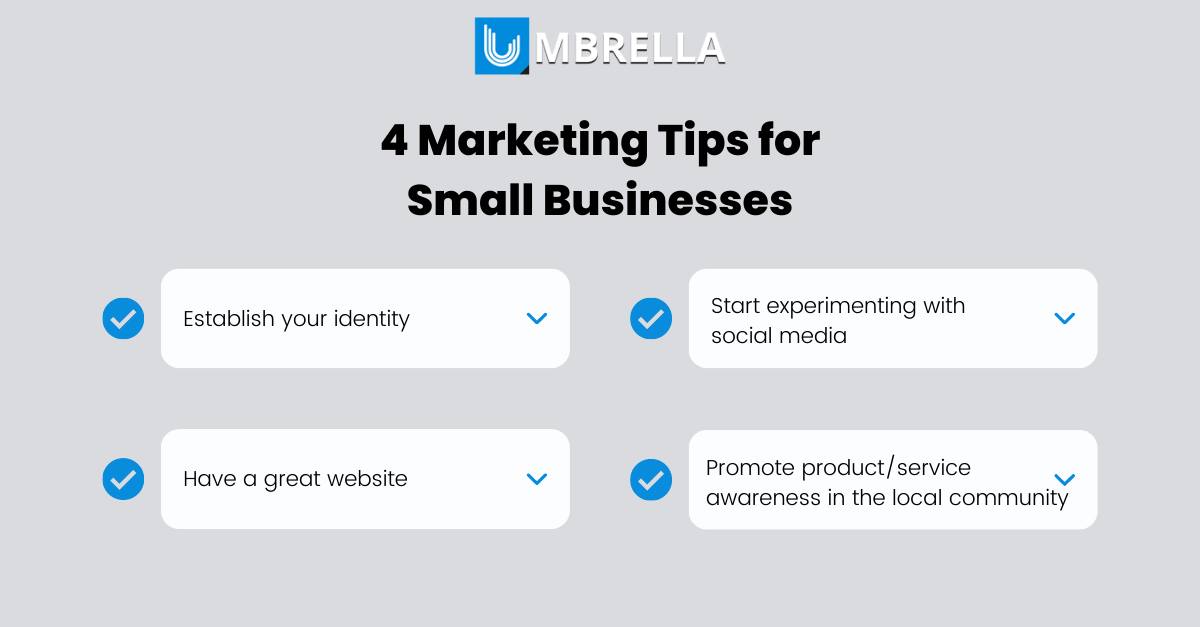 UMBRELLA
4 Marketing Tips for
Small Businesses
Establish your identity
Start experimenting with
social media
Have a great website
Promote product/service
awareness in the local community